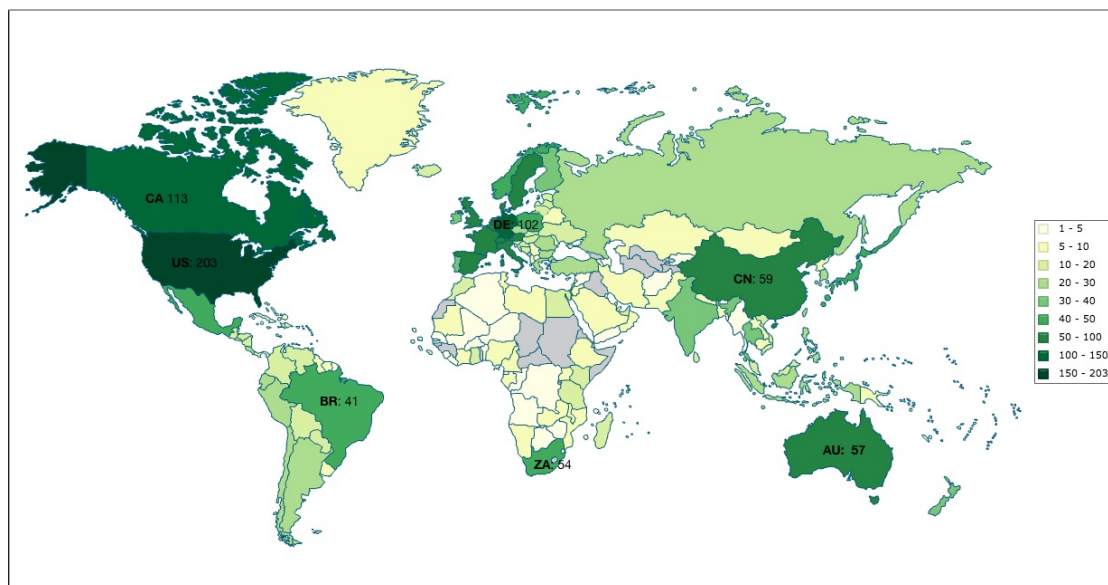 CA 113
US: 203
DE: 102
CN: 59
BR: 41
ZA: 54
AU: 57
1 - 5
5 - 10
10 - 20
20 - 30
30 - 40
40 - 50
50 - 100
100 - 150
150 - 203